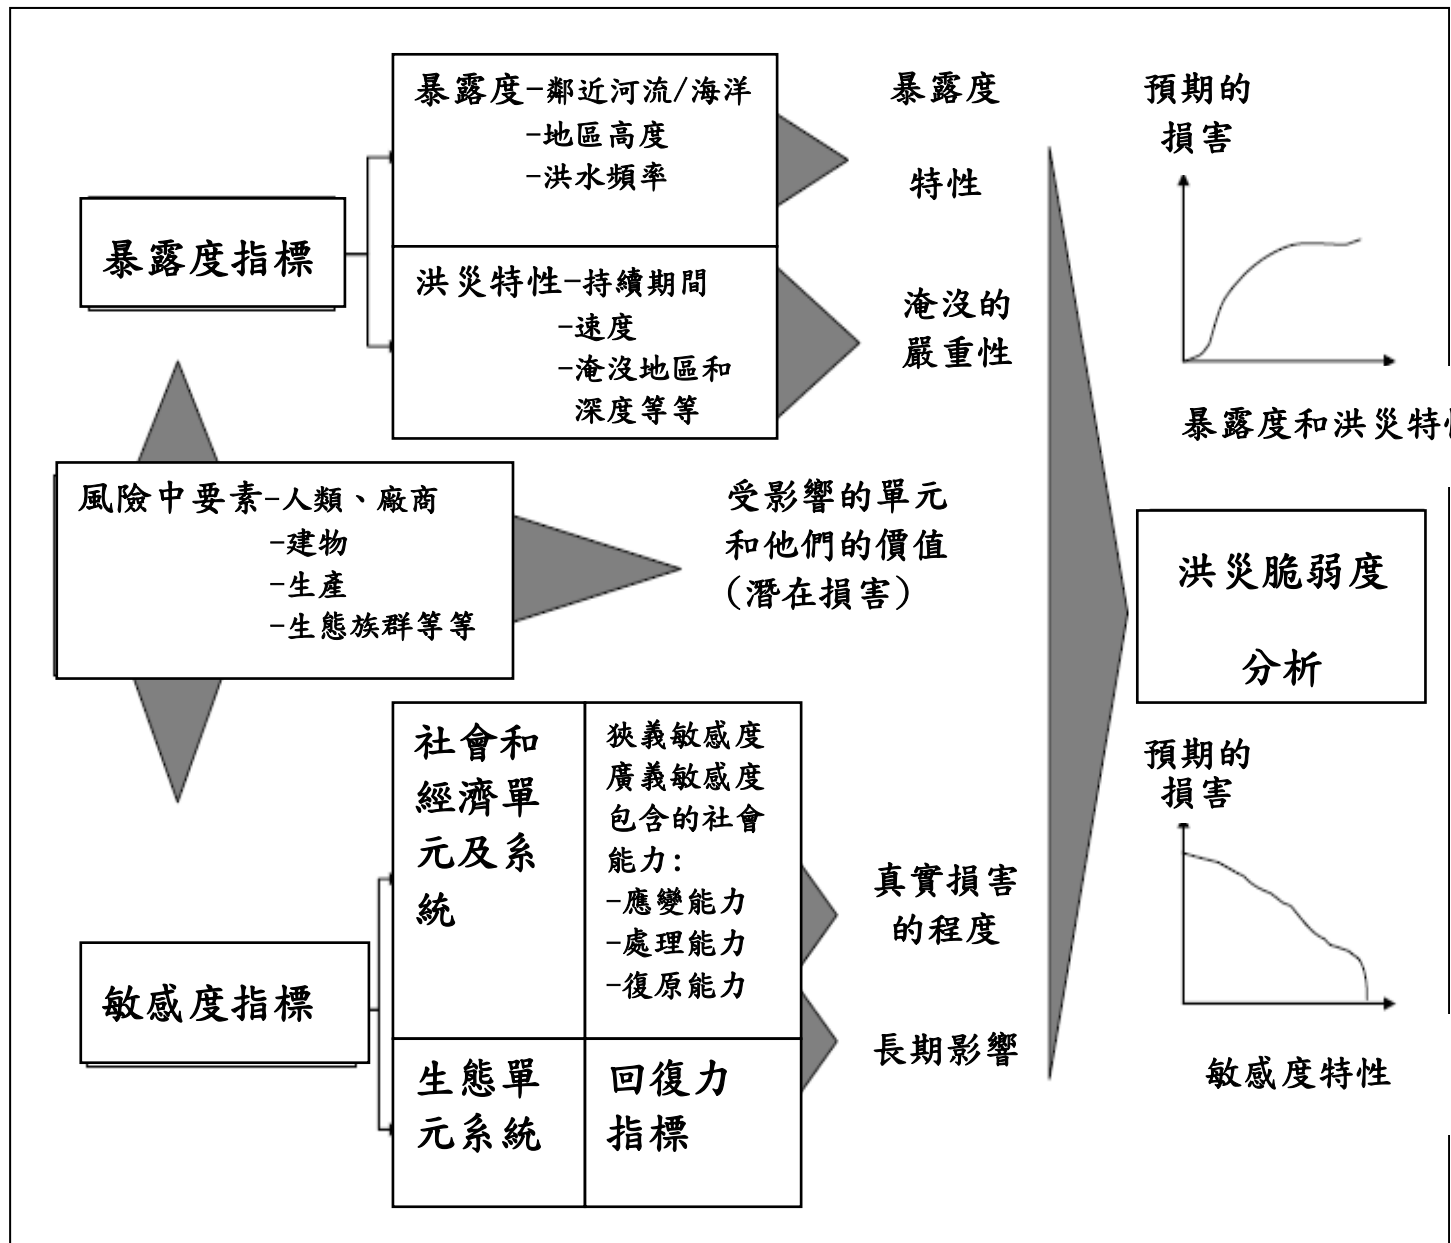 暴露度指標
暴露度-鄰近河流/海洋
-地區高度
-洪水頻率
洪災特性-持續期間
-速度
-淹沒地區和
深度等等
暴露度
特性
淹沒的
嚴重性
預期的
損害
暴露度和洪災特
風險中要素-人類、廠商
-建物
-生產
-生態族群等等
受影響的單元
和他們的價值
(潛在損害)
洪災脆弱度
分析
敏感度指標
社會和
經濟單
元及系
統
狹義敏感度
廣義敏感度
包含的社會
能力:
-應變能力
-處理能力
-復原能力
生態單
元系統
回復力
指標
真實損害
的程度
長期影響
預期的
損害
敏感度特性